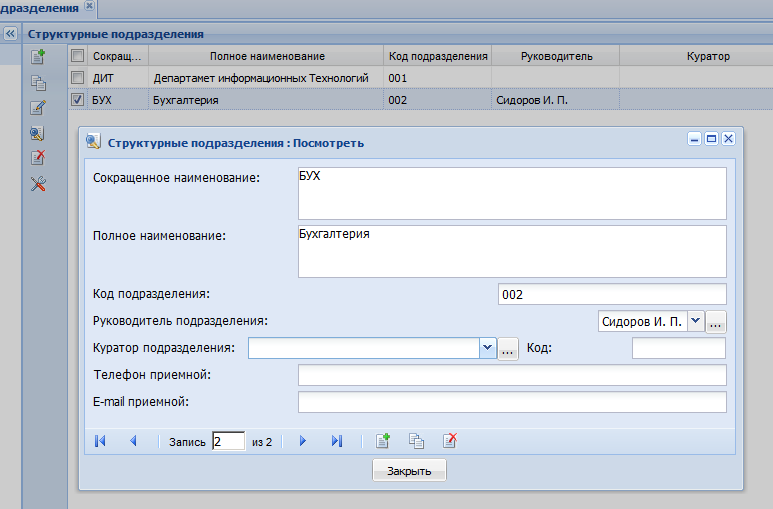 дразделения
Структурные подразделения
Сокращ... Полное наименование Код подразделения Руководитель Куратор
ДИТ Департамет информационных Технологий 001
БУХ Бухгалтерия 002 Сидоров И. П.
Структурные подразделения : Посмотреть
Сокращенное наименование: БУХ
Полное наименование: Бухгалтерия
Код подразделения: 002
Руководитель подразделения: Сидоров И. П. ...
Куратор подразделения: ... Код:
Телефон приемной:
E-mail приемной:
Запись 2 из 2
Закрыть